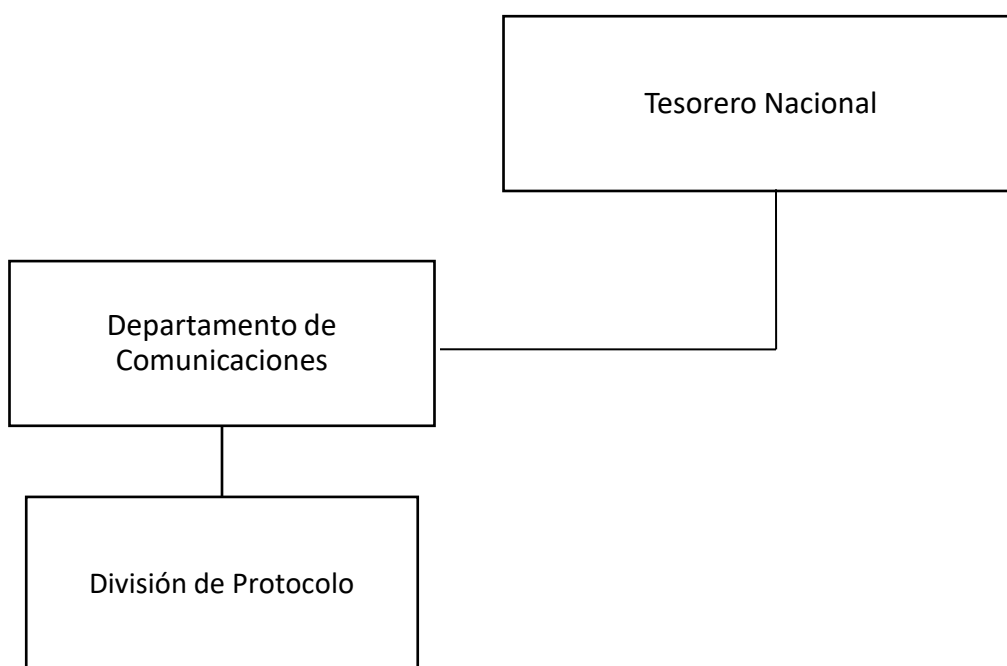 Tesorero Nacional
Departamento de
Comunicaciones
División de Protocolo